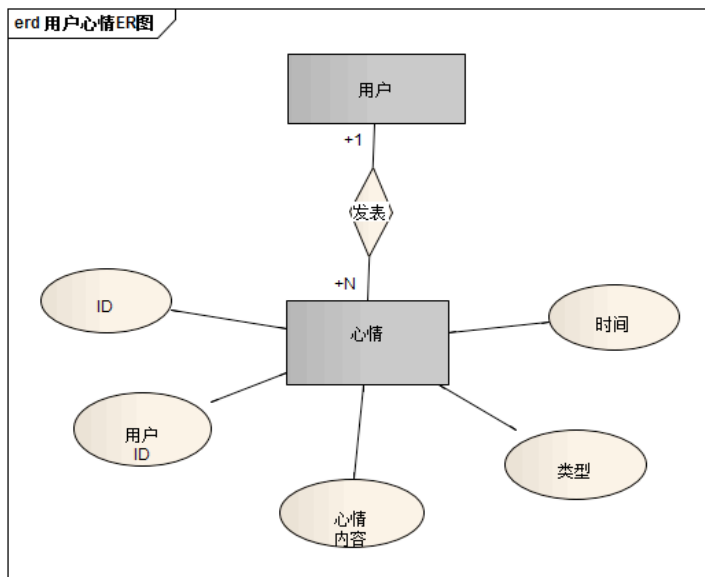 erd 用户心情ER图
用户
+1
发表
+N
ID
心情
时间
用户
ID
类型
心情
内容